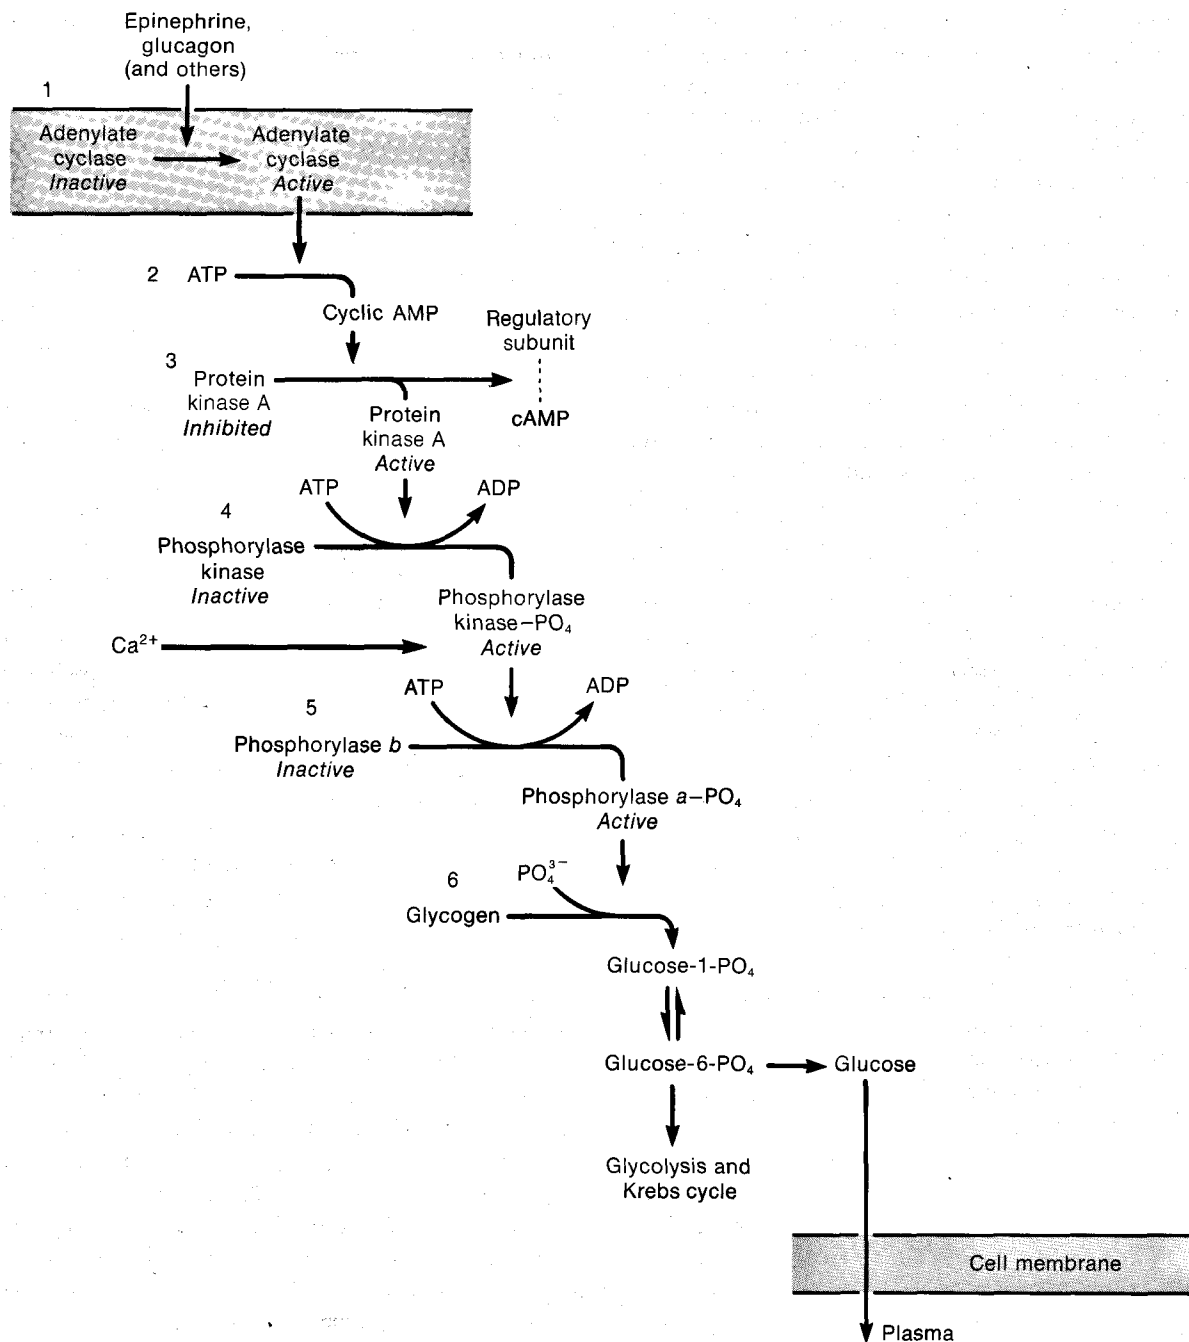 Epinephrine,
glucagon
(and others)
1
Adenylate
cyclase
Inactive
Adenylate
cyclase
Active
2 ATP
Cyclic AMP
Regulatory
subunit
3
Protein
kinase A
Inhibited
cAMP
Protein
kinase A
Active
ATP
ADP
4
Phosphorylase
kinase
Inactive
Phosphorylase
kinase–PO₄
Active
Ca²⁺
ATP
ADP
5
Phosphorylase b
Inactive
Phosphorylase a–PO₄
Active
6
PO₄³⁻
Glycogen
Glucose-1-PO₄
Glucose-6-PO₄
Glucose
Glycolysis and
Krebs cycle
Cell membrane
Plasma